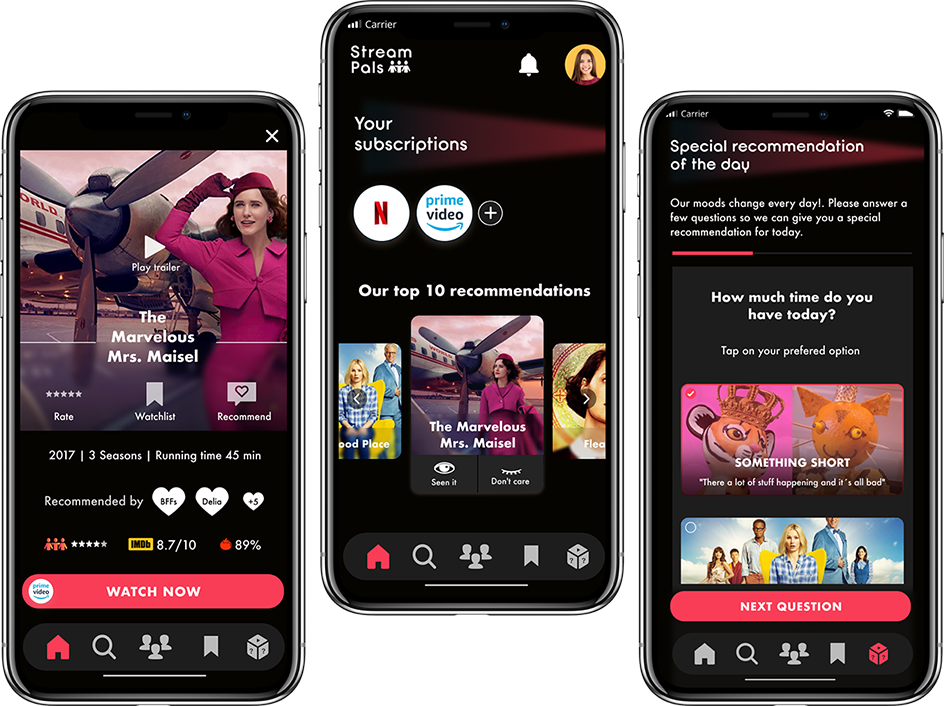 WORLD
Play trailer
The
Marvelous
Mrs. Maisel
Rate
Watchlist
Recommend
2017 | 3 Seasons | Running time 45 min
Recommended by
BFFs
Delia
+5
IMDb
8.7/10
89%
prime
video
WATCH NOW
? ?
Carrier
Stream
Pals
Your
subscriptions
N
prime
video
Our top 10 recommendations
ood Place
The Marvelous
Mrs. Maisel
Flea
Seen it
Don't care
? ?
Carrier
Special recommendation
of the day
Our moods change every day!. Please answer a
few questions so we can give you a special
recommendation for today.
How much time do you
have today?
Tap on your prefered option
SOMETHING SHORT
"There a lot of stuff happening and it´s all bad"
NEXT QUESTION
? ?